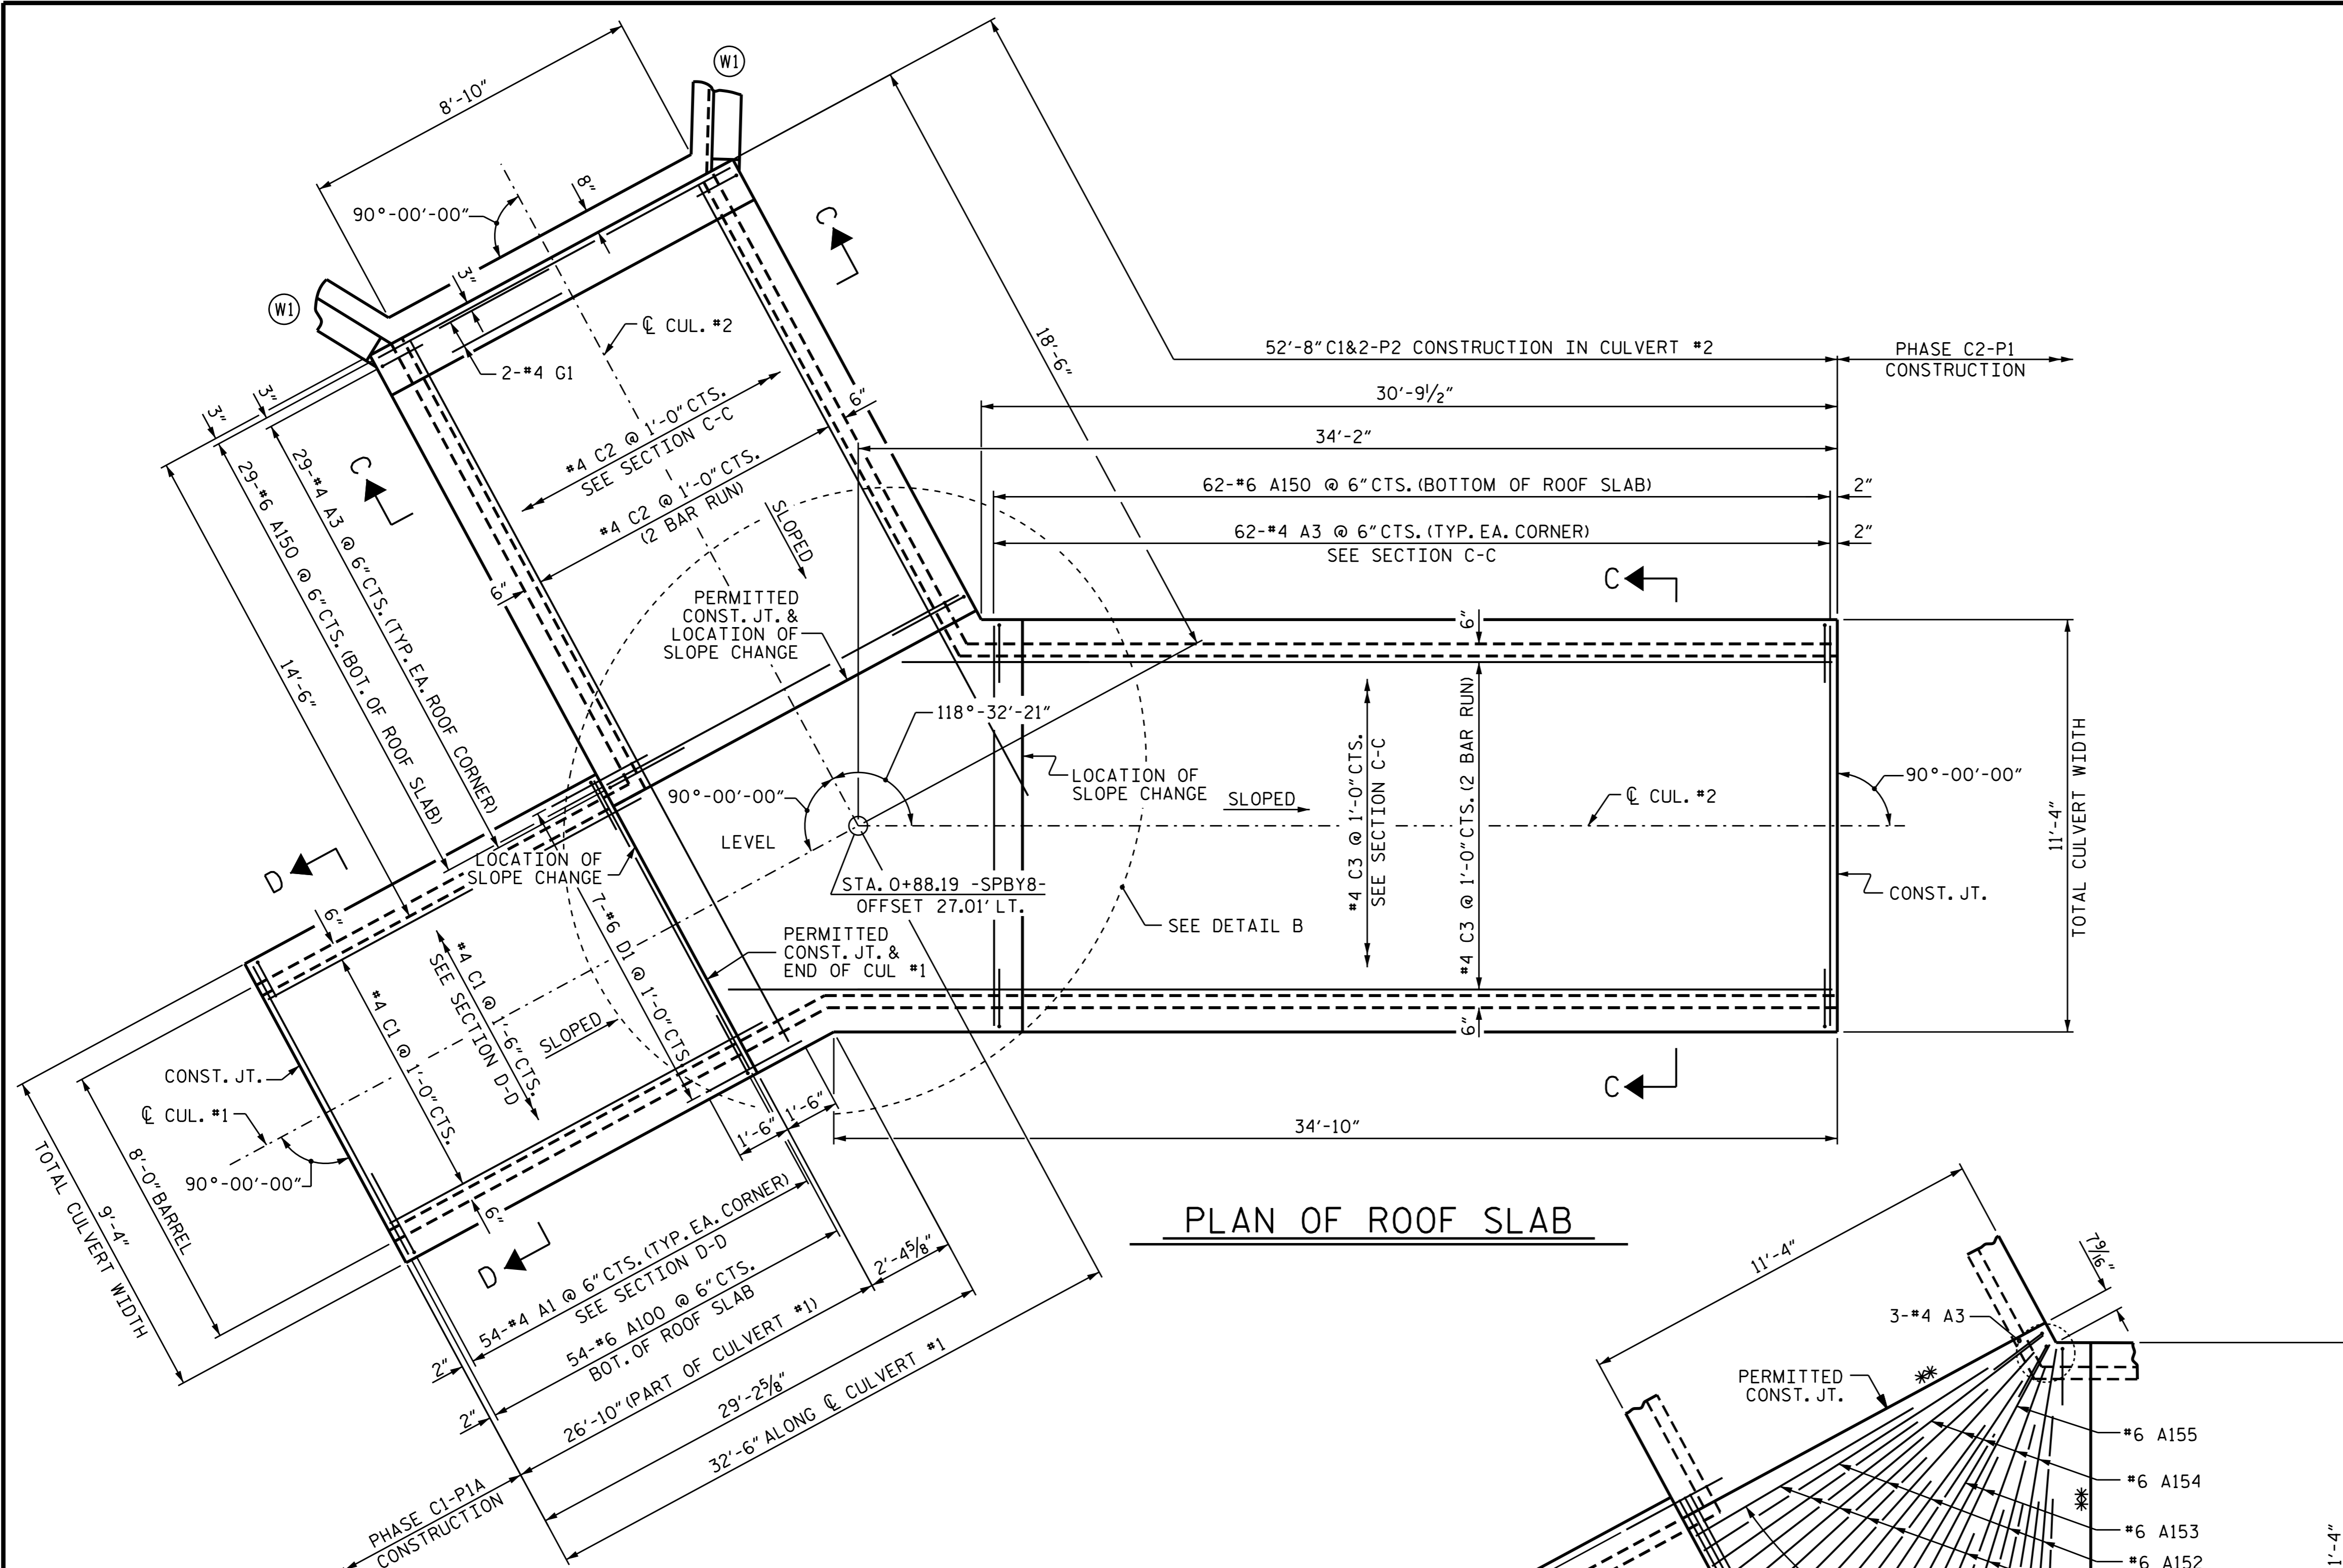 W1
8'-10"
8"
90°-00'-00"
3"
W1
C
℄ CUL. #2
2-#4 G1
18'-6"
52'-8" C1&2-P2 CONSTRUCTION IN CULVERT #2
PHASE C2-P1
CONSTRUCTION
30'-9½"
34'-2"
62-#6 A150 @ 6" CTS. (BOTTOM OF ROOF SLAB)
2"
62-#4 A3 @ 6" CTS. (TYP. EA. CORNER)
SEE SECTION C-C
2"
3"
3"
C
6"
#4 C2 @ 1'-0" CTS.
SEE SECTION C-C
#4 C2 @ 1'-0" CTS.
(2 BAR RUN)
SLOPED
29-#4 A3 @ 6" CTS. (TYP. EA. ROOF CORNER)
29-#6 A150 @ 6" CTS. (BOT. OF ROOF SLAB)
14'-6"
6"
PERMITTED
CONST. JT. &
LOCATION OF
SLOPE CHANGE
C
6"
118°-32'-21"
LOCATION OF
SLOPE CHANGE
SLOPED
90°-00'-00"
LEVEL
#4 C3 @ 1'-0" CTS.
SEE SECTION C-C
#4 C3 @ 1'-0" CTS. (2 BAR RUN)
℄ CUL. #2
90°-00'-00"
11'-4"
TOTAL CULVERT WIDTH
CONST. JT.
D
LOCATION OF
SLOPE CHANGE
STA. 0+88.19 -SPBY8-
OFFSET 27.01' LT.
SEE DETAIL B
6"
7-#6 D1 @ 1'-0" CTS.
PERMITTED
CONST. JT. &
END OF CUL #1
#4 C1 @ 1'-6" CTS.
SEE SECTION D-D
#4 C1 @ 1'-0" CTS.
SLOPED
6"
C
CONST. JT.
℄ CUL. #1
90°-00'-00"
1'-6"
1'-6"
34'-10"
TOTAL CULVERT WIDTH
9'-4"
8'-0" BARREL
6"
D
PLAN OF ROOF SLAB
54-#4 A1 @ 6" CTS. (TYP. EA. CORNER)
SEE SECTION D-D
54-#6 A100 @ 6" CTS.
BOT. OF ROOF SLAB
2'-4⅝"
2"
2"
26'-10" (PART OF CULVERT #1)
29'-2⅝"
32'-6" ALONG ℄ CULVERT #1
PHASE C1-P1A
CONSTRUCTION
11'-4"
7⁹⁄₁₆"
3-#4 A3
PERMITTED
CONST. JT.
**
#6 A155
#6 A154
**
#6 A153
#6 A152